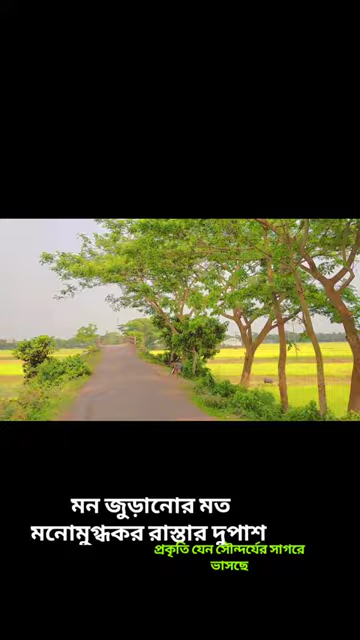 মন জুড়ানোর মত
মনোমুগ্ধকর রাস্তার দুপাশ
প্রকৃতি যেন সৌন্দর্যের সাগরে
ভাসছে